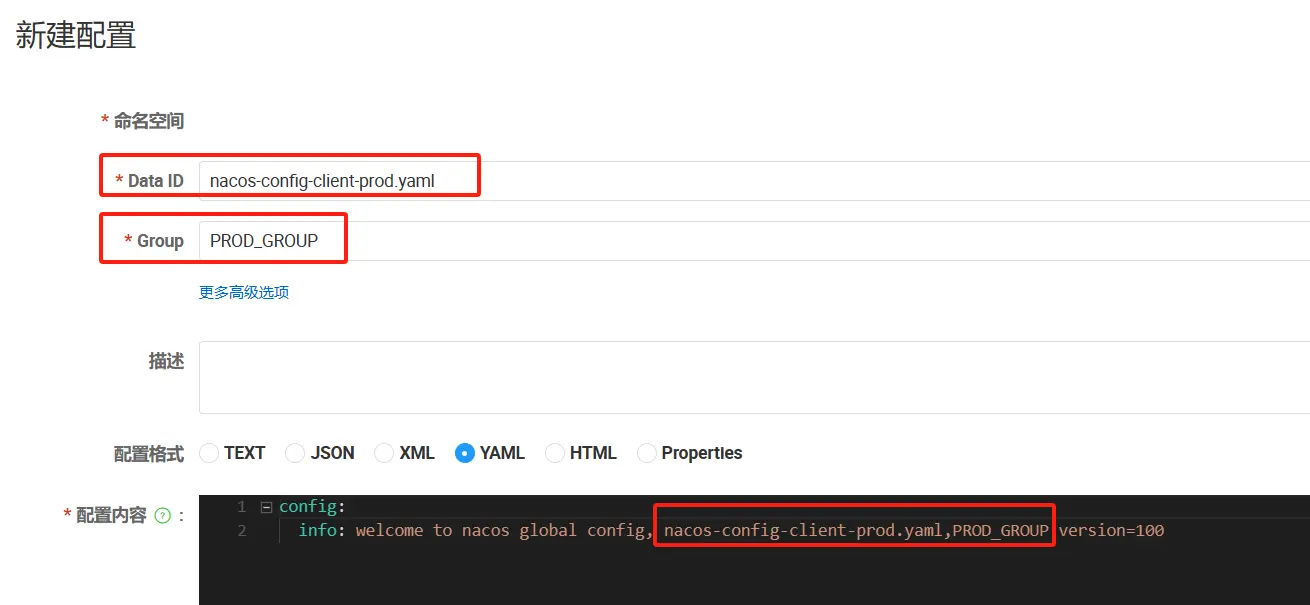 新建配置
* 命名空间
* Data ID nacos-config-client-prod.yaml
* Group PROD_GROUP
更多高级选项
描述
配置格式 TEXT JSON XML YAML HTML Properties
* 配置内容 ? :
1 config:
2 info: welcome to nacos global config, nacos-config-client-prod.yaml,PROD_GROUP version=100